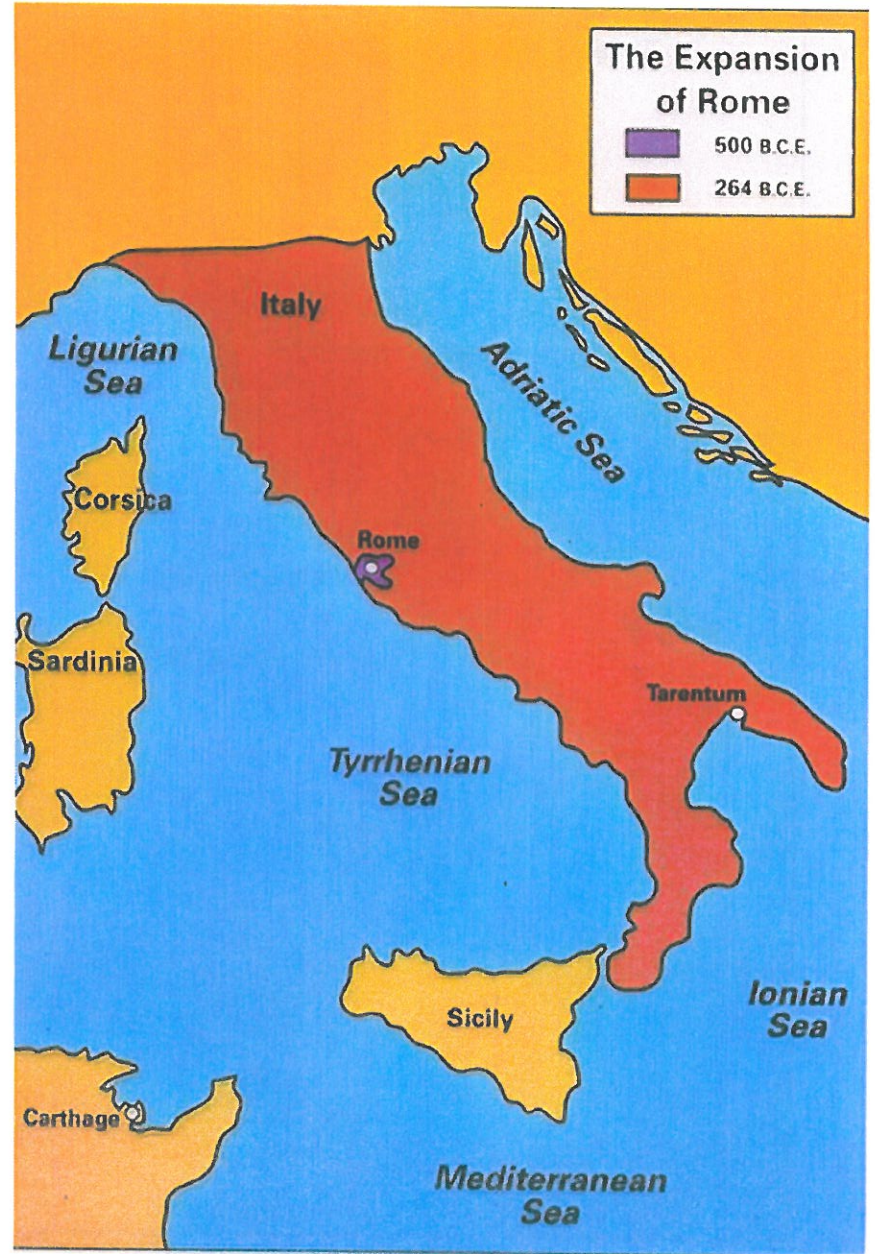 The Expansion
of Rome
500 B.C.E.
264 B.C.E.
Italy
Ligurian
Sea
Adriatic Sea
Corsica
Rome
Sardinia
Tarentum
Tyrrhenian
Sea
Ionian
Sea
Sicily
Carthage
Mediterranean
Sea